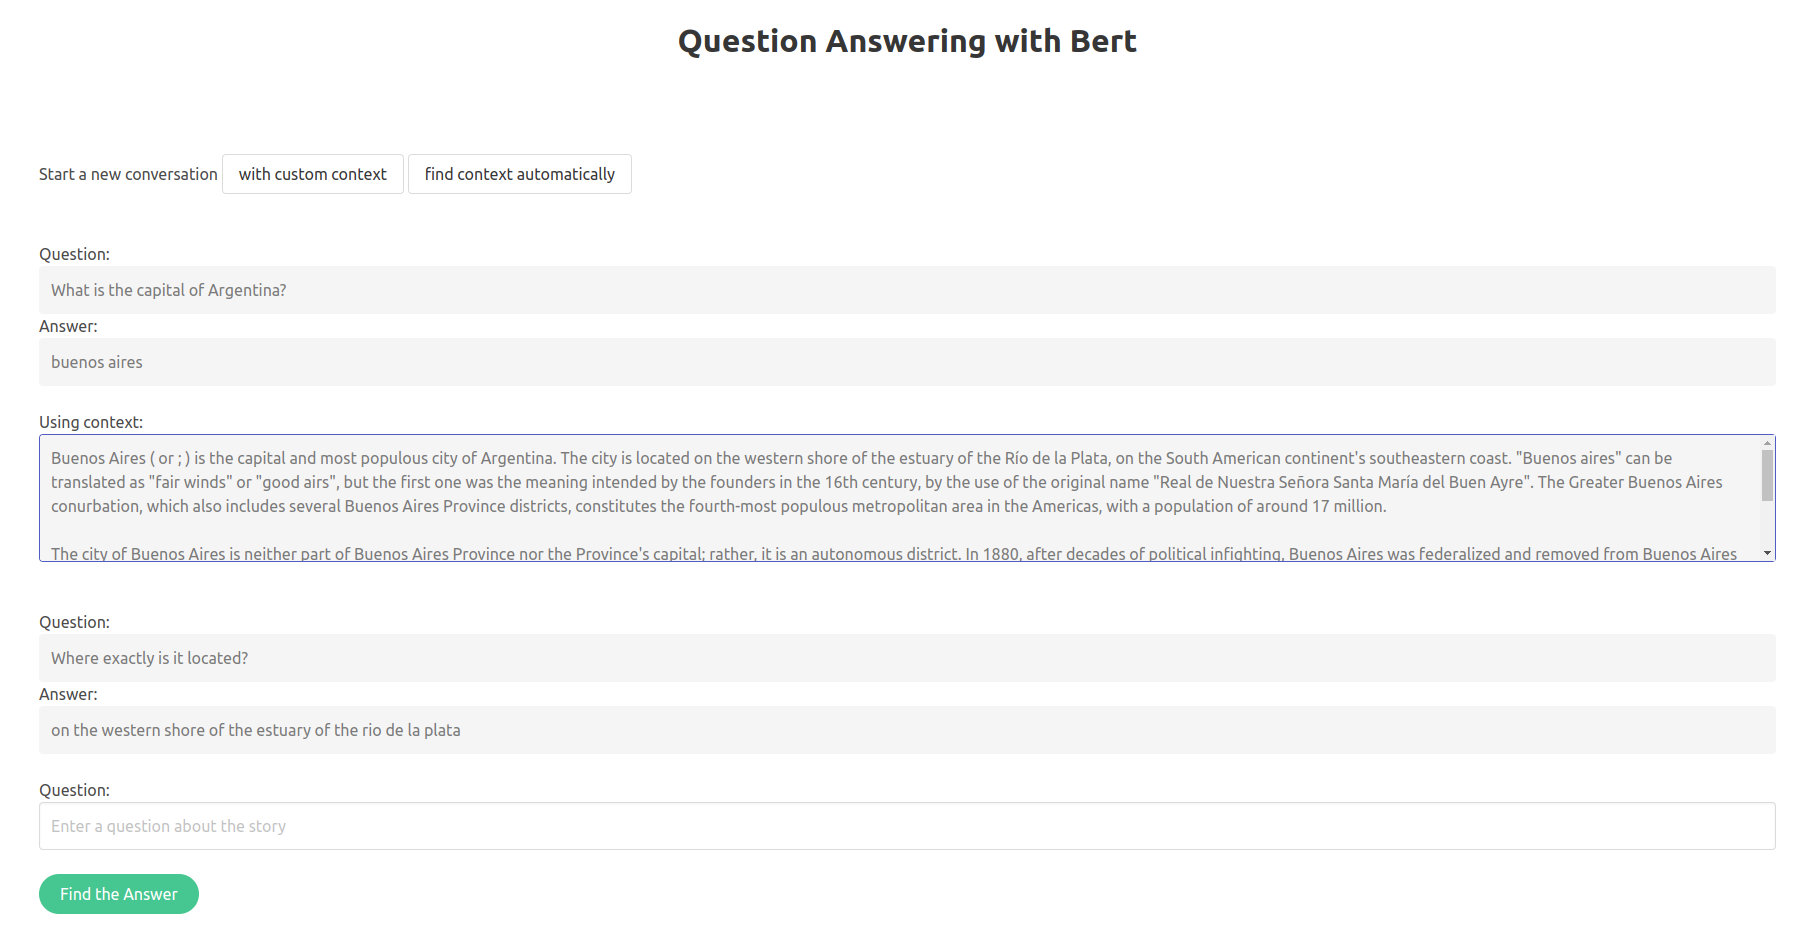 Question Answering with Bert
Start a new conversation with custom context find context automatically
Question:
What is the capital of Argentina?
Answer:
buenos aires
Using context:
Buenos Aires ( or ; ) is the capital and most populous city of Argentina. The city is located on the western shore of the estuary of the Río de la Plata, on the South American continent's southeastern coast. "Buenos aires" can be
translated as "fair winds" or "good airs", but the first one was the meaning intended by the founders in the 16th century, by the use of the original name "Real de Nuestra Señora Santa María del Buen Ayre". The Greater Buenos Aires
conurbation, which also includes several Buenos Aires Province districts, constitutes the fourth-most populous metropolitan area in the Americas, with a population of around 17 million.
The city of Buenos Aires is neither part of Buenos Aires Province nor the Province's capital; rather, it is an autonomous district. In 1880, after decades of political infighting, Buenos Aires was federalized and removed from Buenos Aires
Question:
Where exactly is it located?
Answer:
on the western shore of the estuary of the rio de la plata
Question:
Enter a question about the story
Find the Answer